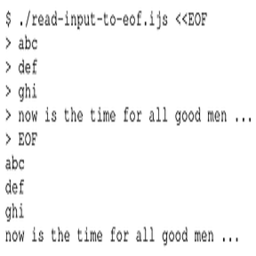 $ ./read-input-to-eof.ijs <<EOF
> abc
> def
> ghi
> now is the time for all good men ...
> EOF
abc
def
ghi
now is the time for all good men ...